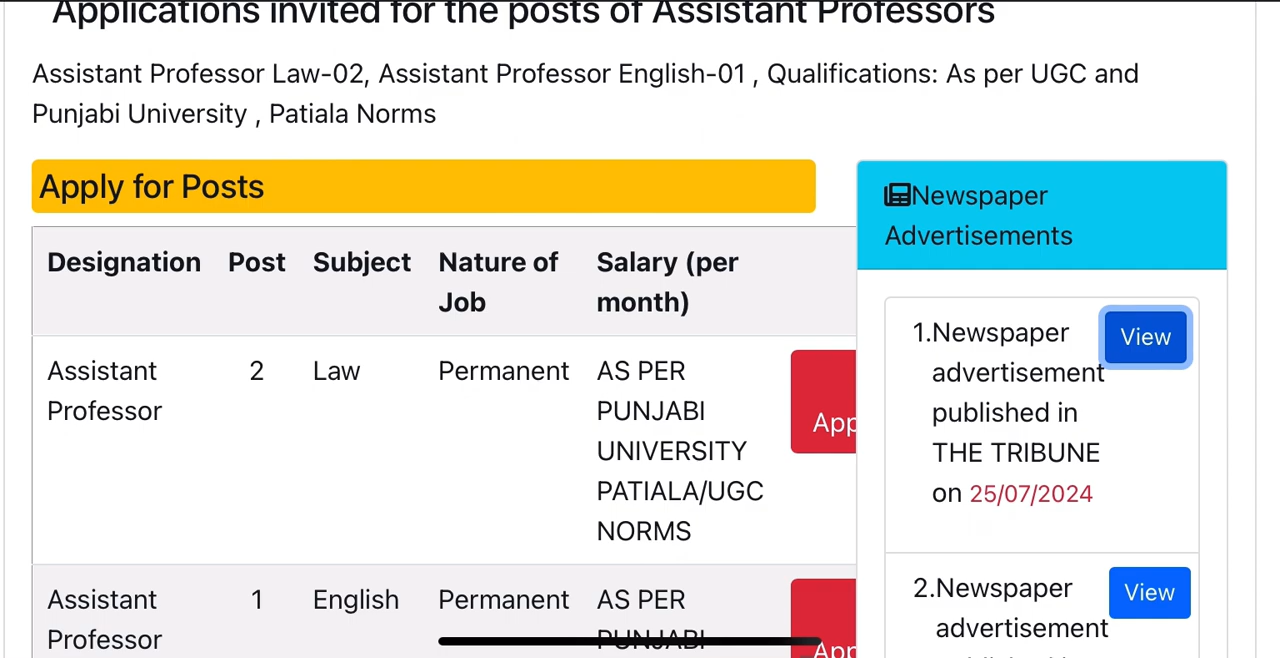 Applications invited for the posts of Assistant Professors
Assistant Professor Law-02, Assistant Professor English-01 , Qualifications: As per UGC and
Punjabi University , Patiala Norms
Apply for Posts
Designation Post Subject Nature of Job Salary (per month)
Assistant Professor 2 Law Permanent AS PER PUNJABI UNIVERSITY PATIALA/UGC NORMS App
Assistant Professor 1 English Permanent AS PER PUNJABI App
Newspaper
Advertisements
1.Newspaper View
advertisement
published in
THE TRIBUNE
on 25/07/2024
2.Newspaper View
advertisement